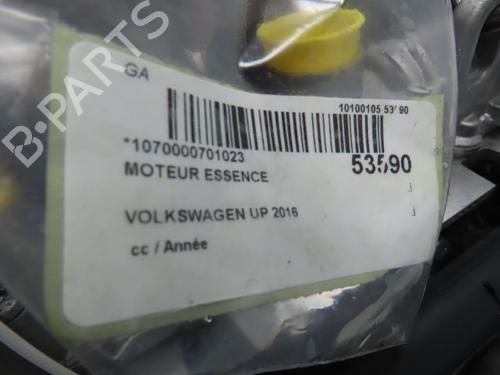 GA
10100105 53/ 90
*1070000701023
53590
MOTEUR ESSENCE
VOLKSWAGEN UP 2016
cc / Année
B-PARTS